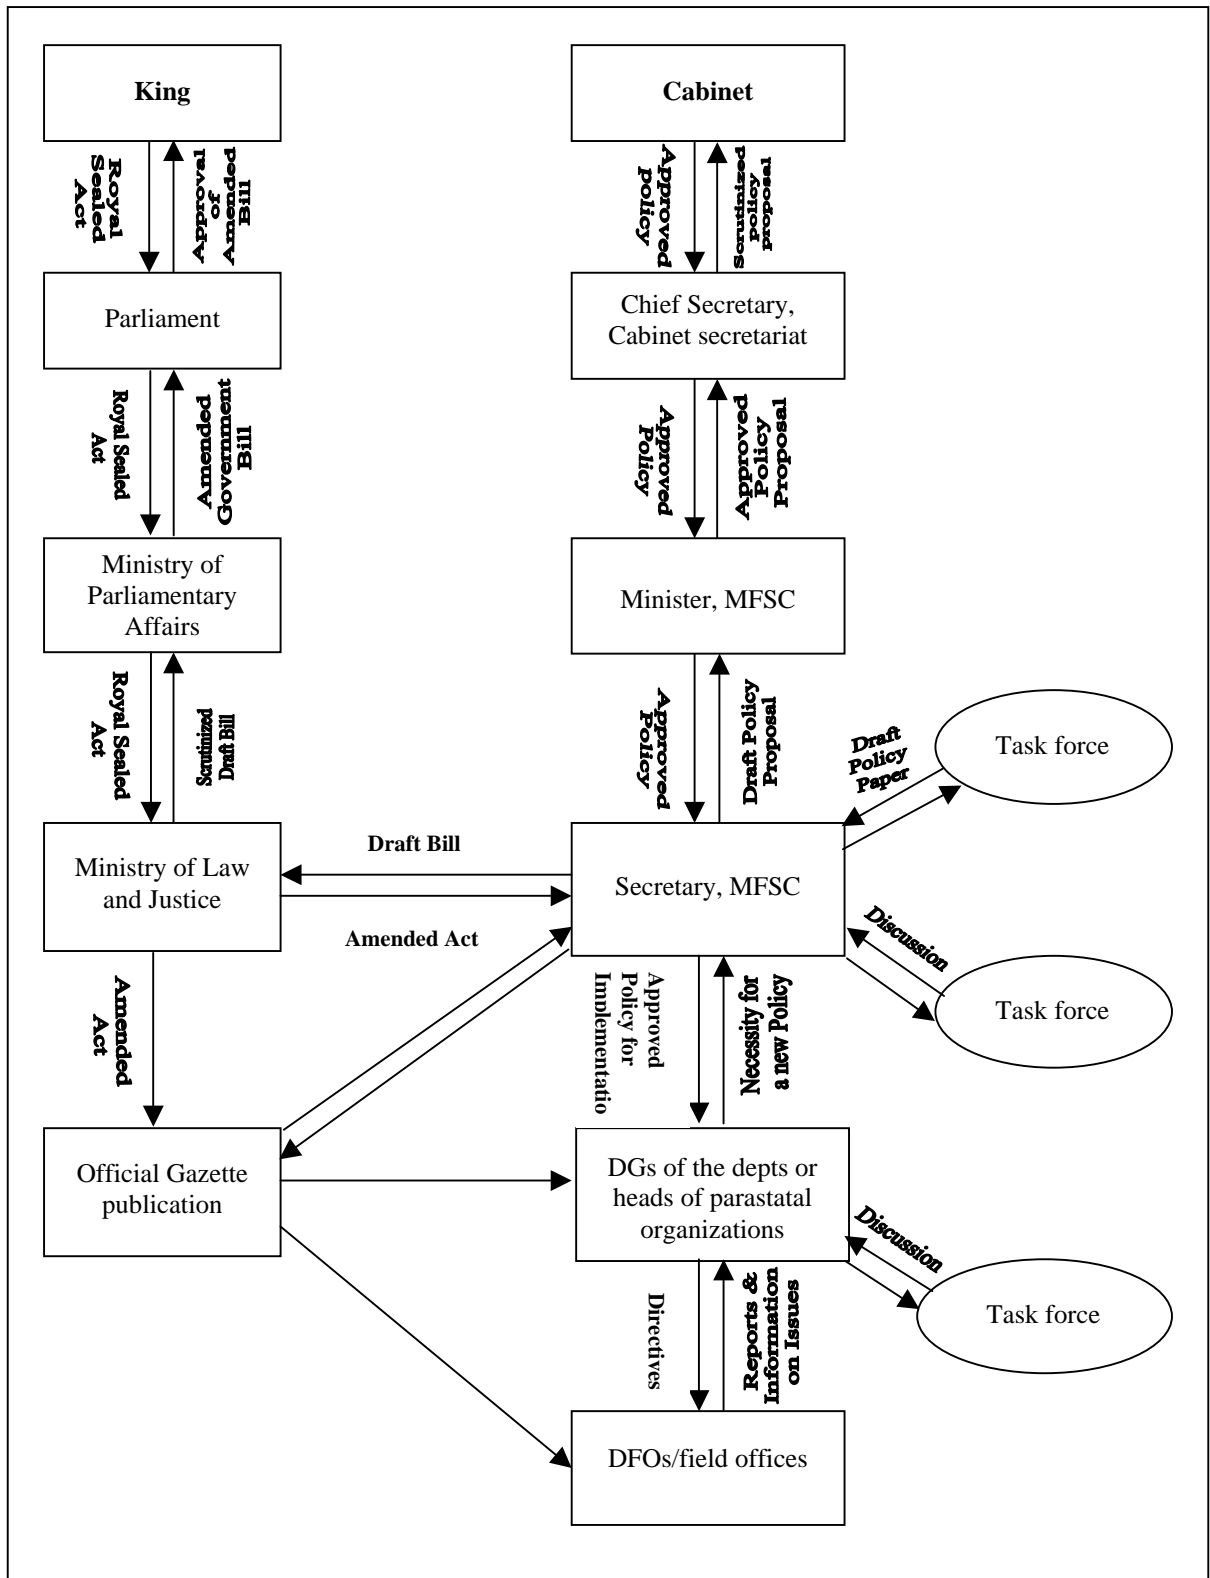 King
Cabinet
Royal
Sealed
Act
Approval
of
Amended
Bill
Approved
policy
Scrutinized
policy
proposal
Parliament
Chief Secretary,
Cabinet secretariat
Royal Sealed
Act
Amended
Government
Bill
Approved
Policy
Approved
Policy
Proposal
Ministry of
Parliamentary
Affairs
Minister, MFSC
Royal Sealed
Act
Scrutinized
Draft Bill
Approved
Policy
Draft Policy
Proposal
Draft
Policy
Paper
Task force
Ministry of Law
and Justice
Draft Bill
Amended Act
Secretary, MFSC
Discussion
Task force
Amended
Act
Approved
Policy for
Implementatio
Necessity for
a new Policy
Official Gazette
publication
DGs of the depts or
heads of parastatal
organizations
Discussion
Task force
Directives
Reports &
Information
on Issues
DFOs/field offices